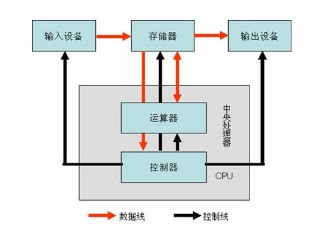 输入设备 存储器 输出设备
运算器
中央处理器
控制器
CPU
数据线 控制线